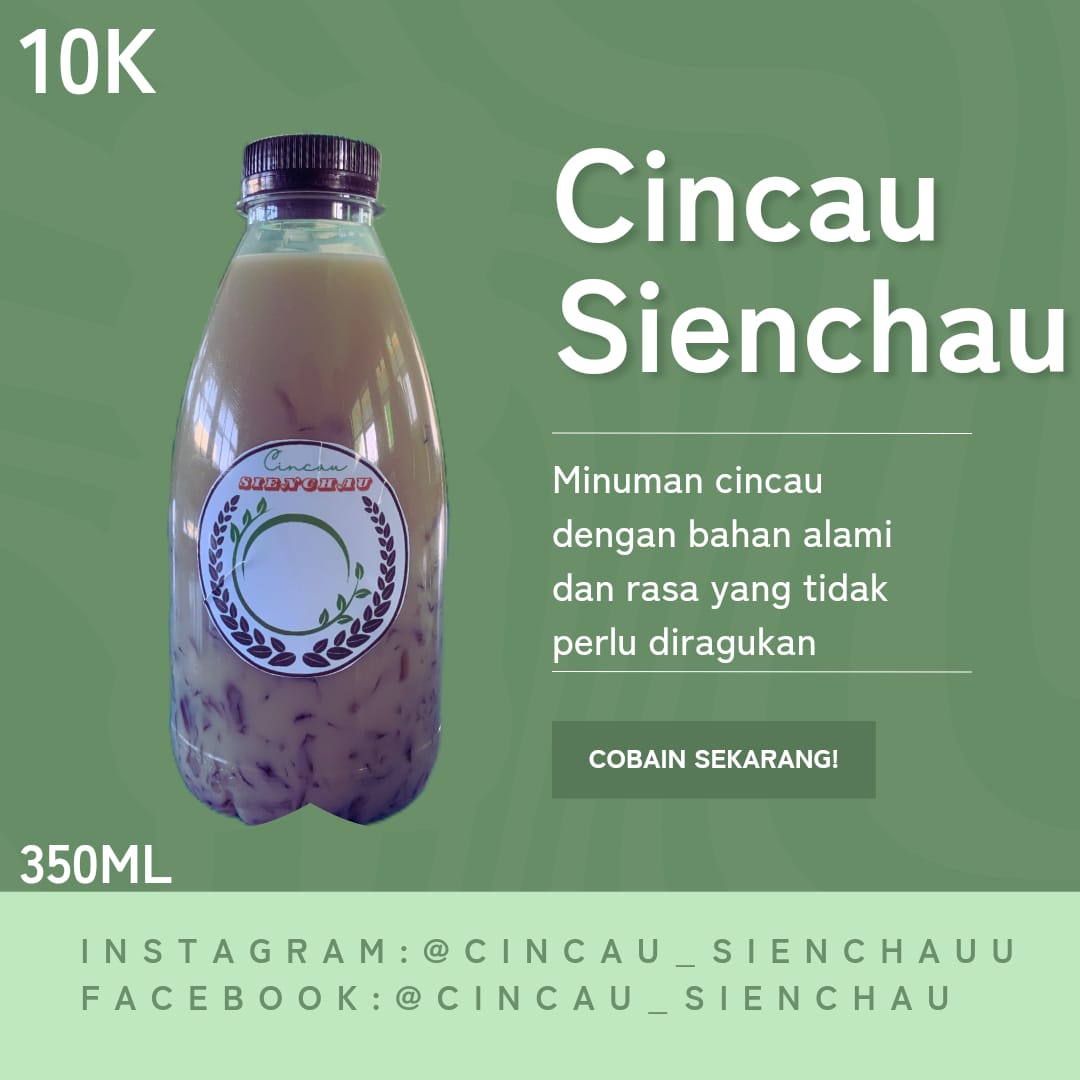 10K
Cincau
Sienchau
Cincau
SIENCHAU
Minuman cincau
dengan bahan alami
dan rasa yang tidak
perlu diragukan
COBAIN SEKARANG!
350ML
INSTAGRAM:@CINCAU_SIENCHAUU
FACEBOOK:@CINCAU_SIENCHAU